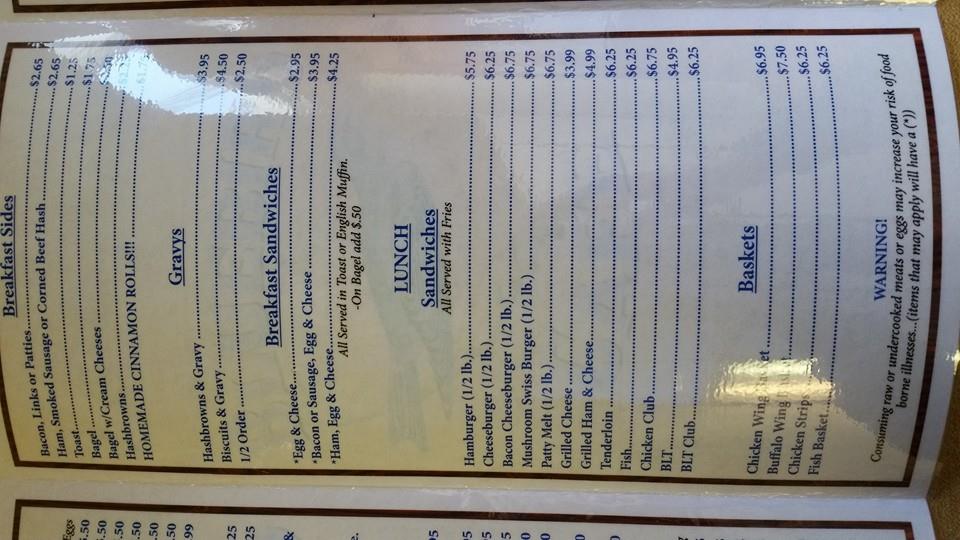 Breakfast Sides
Bacon, Links or Patties $2.65
Ham, Smoked Sausage or Corned Beef Hash $2.65
Toast $1.25
Bagel $1.75
Bagel w/Cream Cheeses
Hashbrowns
HOMEMADE CINNAMON ROLLS!!!
Gravys
Hashbrowns & Gravy $3.95
Biscuits & Gravy $4.50
1/2 Order $2.50
Breakfast Sandwiches
*Egg & Cheese $2.95
*Bacon or Sausage, Egg & Cheese $3.95
*Ham, Egg & Cheese $4.25
All Served in Toast or English Muffin.
-On Bagel add $.50
LUNCH
Sandwiches
All Served with Fries
Hamburger (1/2 lb.) $5.75
Cheeseburger (1/2 lb.) $6.25
Bacon Cheeseburger (1/2 lb.) $6.75
Mushroom Swiss Burger (1/2 lb.) $6.75
Patty Melt (1/2 lb.) $6.75
Grilled Cheese $3.99
Grilled Ham & Cheese $4.99
Tenderloin $6.25
Fish $6.25
Chicken Club $6.75
BLT $4.95
BLT Club $6.25
Baskets
Chicken Wing Basket $6.95
Buffalo Wing $7.50
Chicken Strip $6.25
Fish Basket $6.25
WARNING!
Consuming raw or undercooked meats or eggs may increase your risk of food
borne illnesses...(items that may apply will have a (*))
Eggs